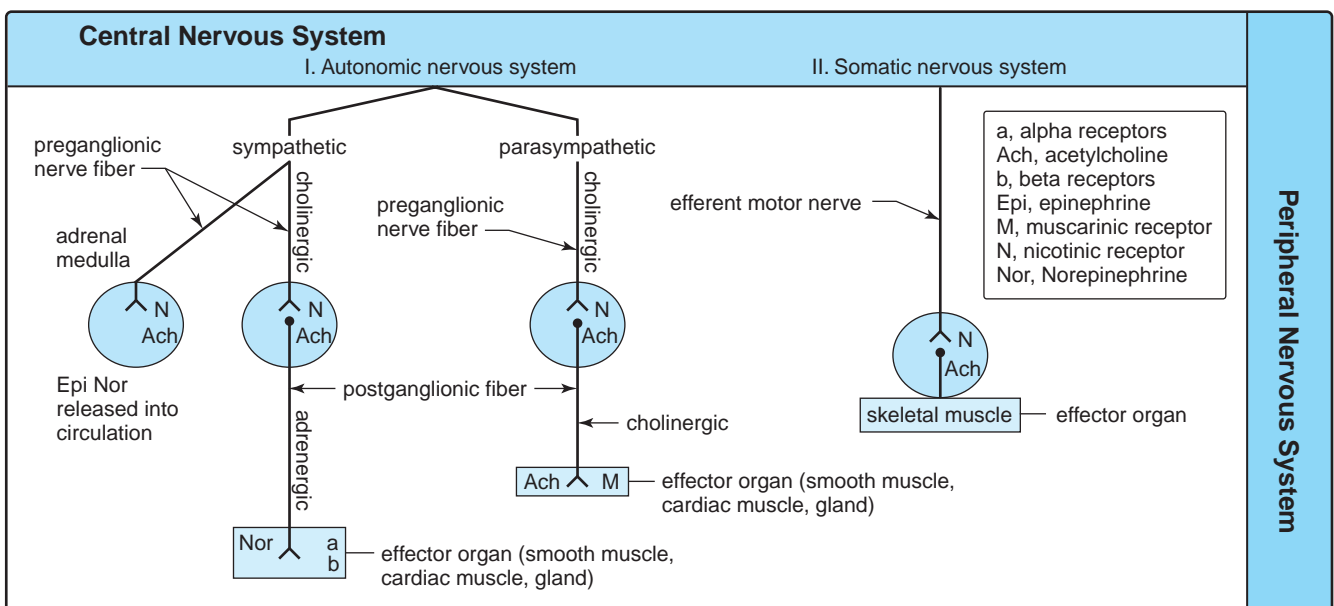 Central Nervous System
I. Autonomic nervous system
II. Somatic nervous system
preganglionic
nerve fiber
sympathetic
parasympathetic
cholinergic
adrenal
medulla
N
Ach
Epi Nor
released into
circulation
N
Ach
adrenergic
Nor
a
b
effector organ (smooth muscle,
cardiac muscle, gland)
postganglionic fiber
preganglionic
nerve fiber
cholinergic
N
Ach
cholinergic
Ach
M
effector organ (smooth muscle,
cardiac muscle, gland)
efferent motor nerve
N
Ach
skeletal muscle
effector organ
a, alpha receptors
Ach, acetylcholine
b, beta receptors
Epi, epinephrine
M, muscarinic receptor
N, nicotinic receptor
Nor, Norepinephrine
Peripheral Nervous System